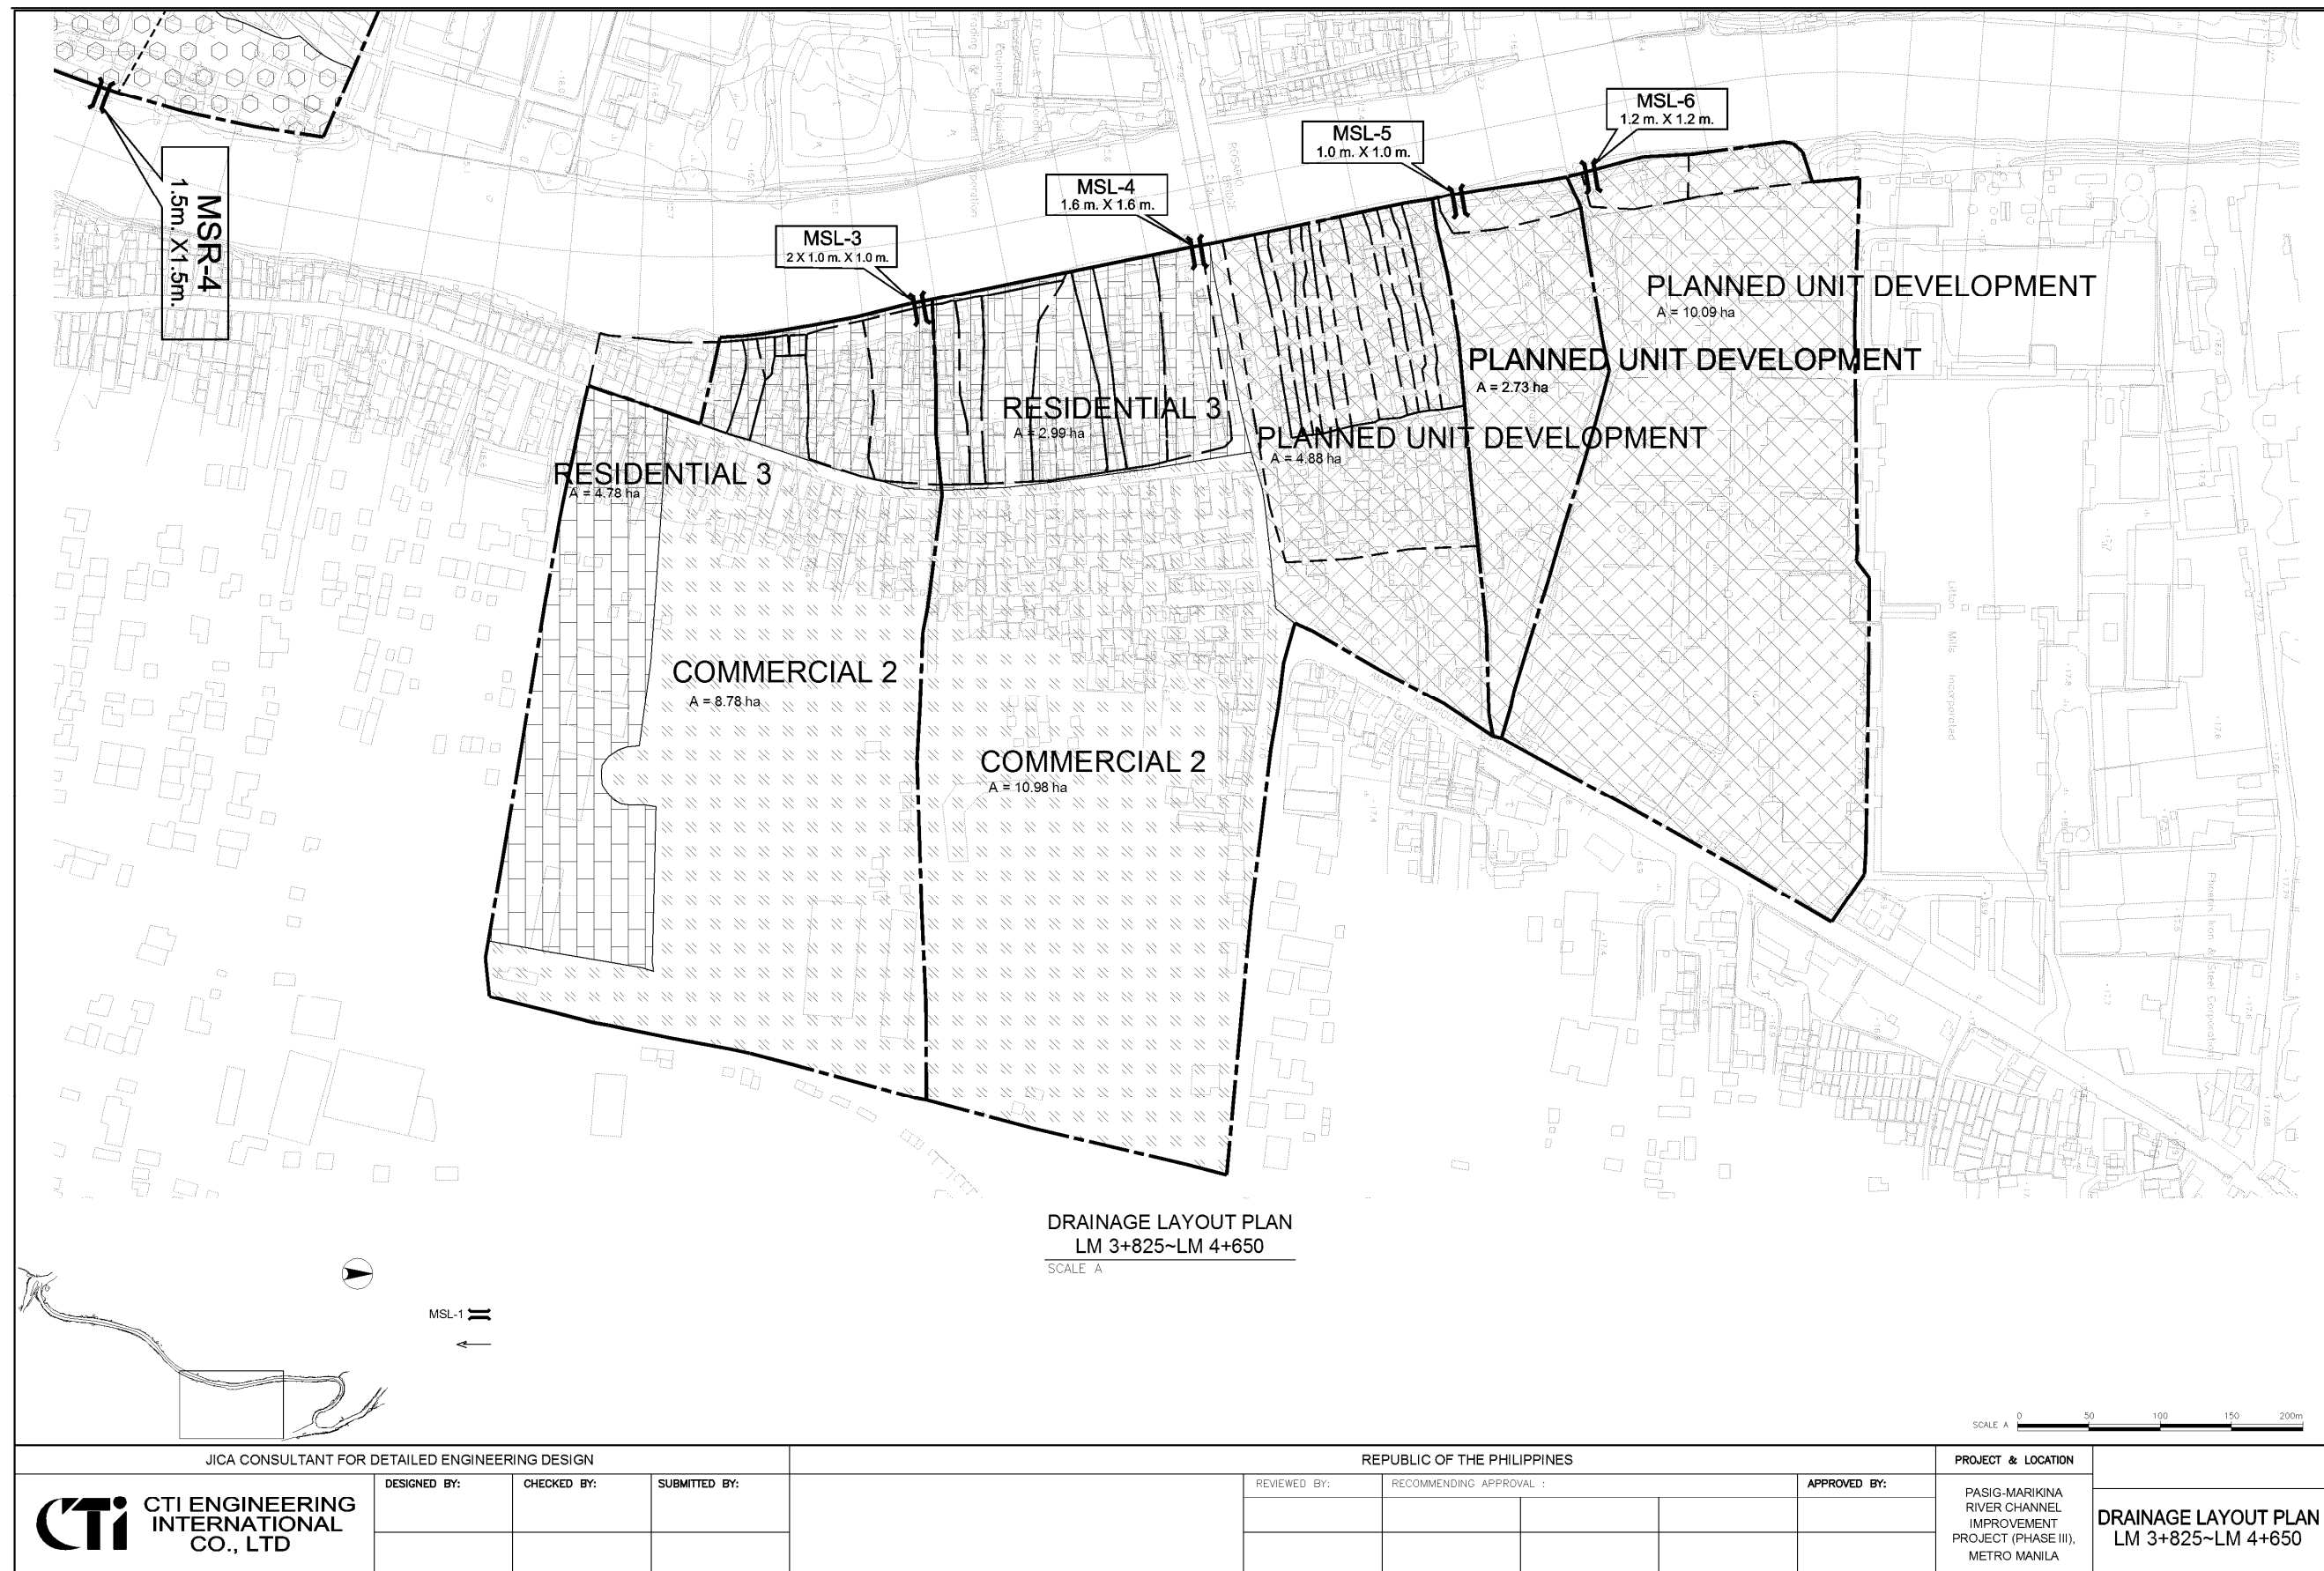 MSL-6
1.2 m. X 1.2 m.
MSL-5
1.0 m. X 1.0 m.
MSL-4
1.6 m. X 1.6 m.
MSL-3
2 X 1.0 m. X 1.0 m.
MSR-4
1.5m. X1.5m.
ROSARIO BRIDGE
PLANNED UNIT DEVELOPMENT
A = 10.09 ha
PLANNED UNIT DEVELOPMENT
A = 2.73 ha
PLANNED UNIT DEVELOPMENT
A = 4.88 ha
RESIDENTIAL 3
A = 2.99 ha
RESIDENTIAL 3
A = 4.78 ha
COMMERCIAL 2
A = 8.78 ha
COMMERCIAL 2
A = 10.98 ha
Mills Incorporated
DRAINAGE LAYOUT PLAN
LM 3+825~LM 4+650
SCALE A
MSL-1
SCALE A 0 50 100 150 200m
JICA CONSULTANT FOR DETAILED ENGINEERING DESIGN
REPUBLIC OF THE PHILIPPINES
PROJECT & LOCATION
CTi
CTI ENGINEERING
INTERNATIONAL
CO., LTD
DESIGNED BY:
CHECKED BY:
SUBMITTED BY:
REVIEWED BY:
RECOMMENDING APPROVAL :
APPROVED BY:
PASIG-MARIKINA
RIVER CHANNEL
IMPROVEMENT
PROJECT (PHASE III),
METRO MANILA
DRAINAGE LAYOUT PLAN
LM 3+825~LM 4+650